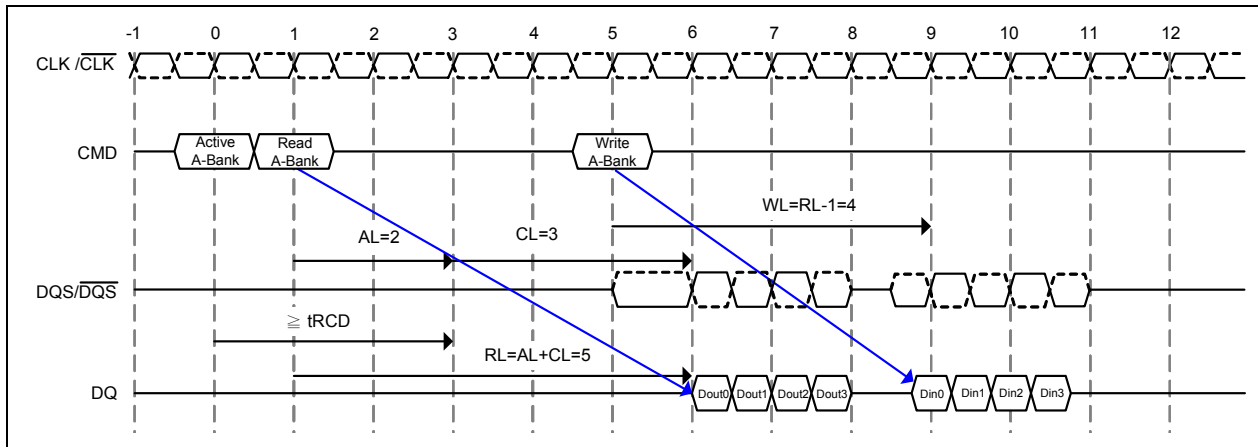 -1 0 1 2 3 4 5 6 7 8 9 10 11 12
CLK /CLK
CMD
Active
A-Bank
Read
A-Bank
Write
A-Bank
WL=RL-1=4
AL=2
CL=3
DQS/DQS
≧ tRCD
RL=AL+CL=5
DQ
Dout0 Dout1 Dout2 Dout3 Din0 Din1 Din2 Din3